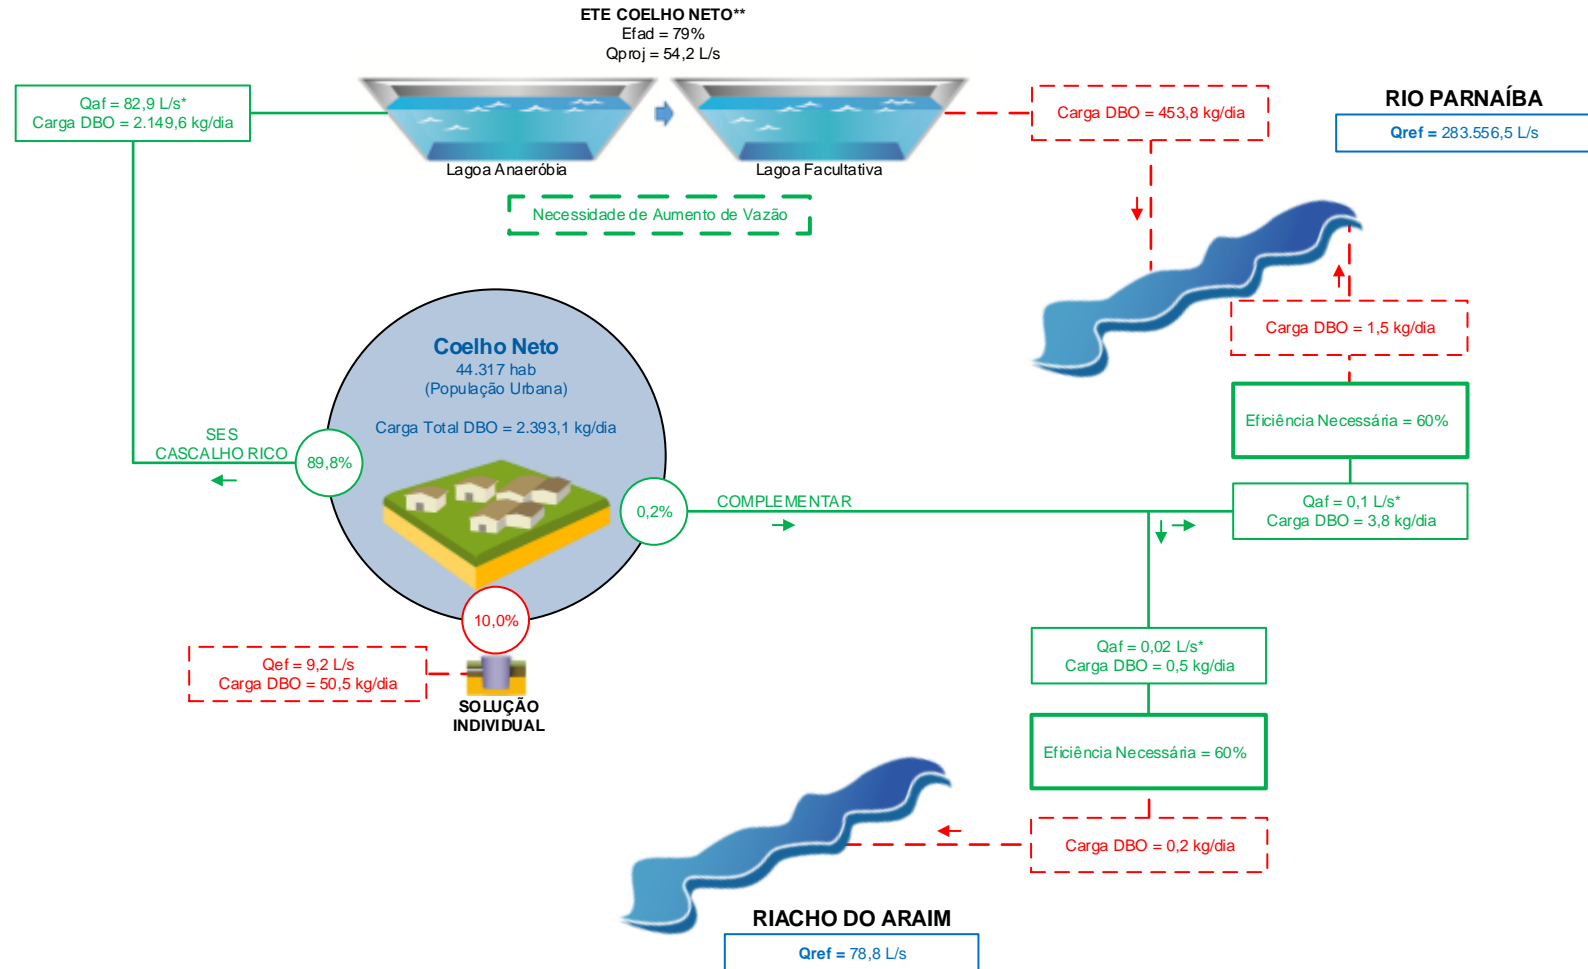 ETE COELHO NETO**
Efad = 79%
Qproj = 54,2 L/s
Qaf = 82,9 L/s*
Carga DBO = 2.149,6 kg/dia
Carga DBO = 453,8 kg/dia
RIO PARNAÍBA
Qref = 283.556,5 L/s
Lagoa Anaeróbia
Lagoa Facultativa
Necessidade de Aumento de Vazão
Carga DBO = 1,5 kg/dia
Coelho Neto
44.317 hab
(População Urbana)
Carga Total DBO = 2.393,1 kg/dia
Eficiência Necessária = 60%
SES
CASCALHO RICO
89,8%
0,2%
COMPLEMENTAR
Qaf = 0,1 L/s*
Carga DBO = 3,8 kg/dia
10,0%
Qef = 9,2 L/s
Carga DBO = 50,5 kg/dia
SOLUÇÃO
INDIVIDUAL
Qaf = 0,02 L/s*
Carga DBO = 0,5 kg/dia
Eficiência Necessária = 60%
Carga DBO = 0,2 kg/dia
RIACHO DO ARAIM
Qref = 78,8 L/s